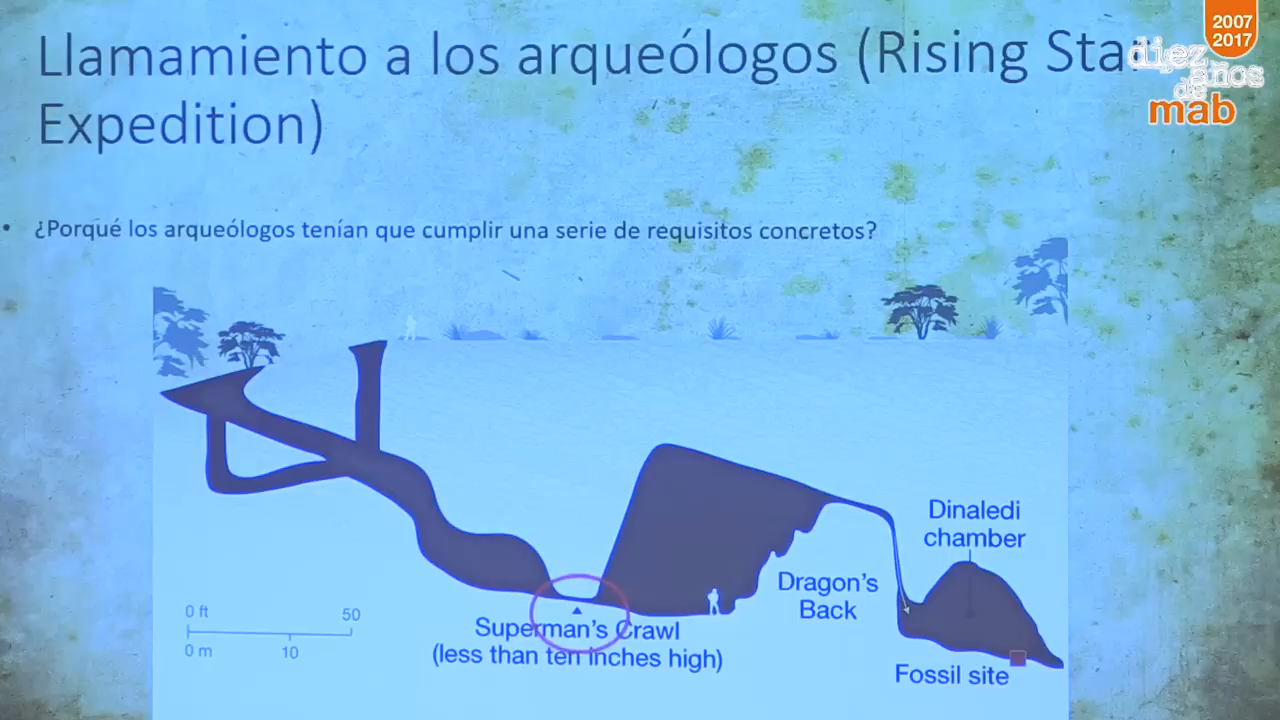 Llamamiento a los arqueólogos (Rising Sta
Expedition)
2007
2017
diez
años
de
mab
• ¿Porqué los arqueólogos tenían que cumplir una serie de requisitos concretos?
Dinaledi
chamber
Dragon's
Back
0 ft 50
0 m 10
Superman's Crawl
(less than ten inches high)
Fossil site